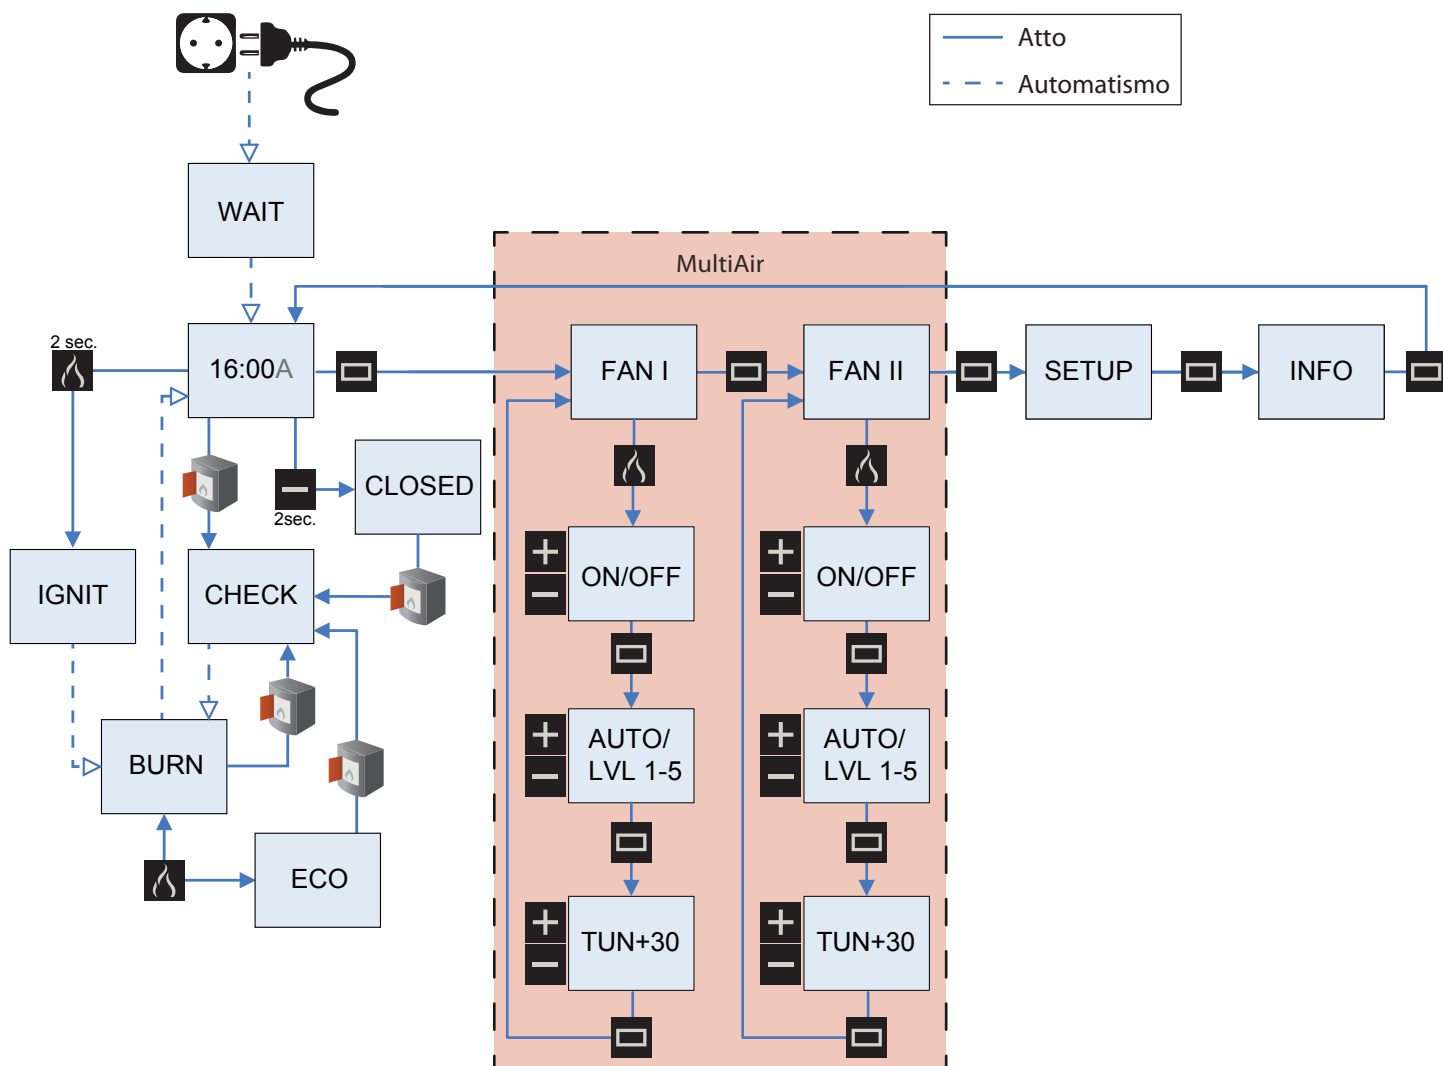 Atto
Automatismo
WAIT
MultiAir
2 sec.
16:00A
FAN I
FAN II
SETUP
INFO
CLOSED
2sec.
IGNIT
CHECK
ON/OFF
ON/OFF
BURN
AUTO/
LVL 1-5
AUTO/
LVL 1-5
ECO
TUN+30
TUN+30